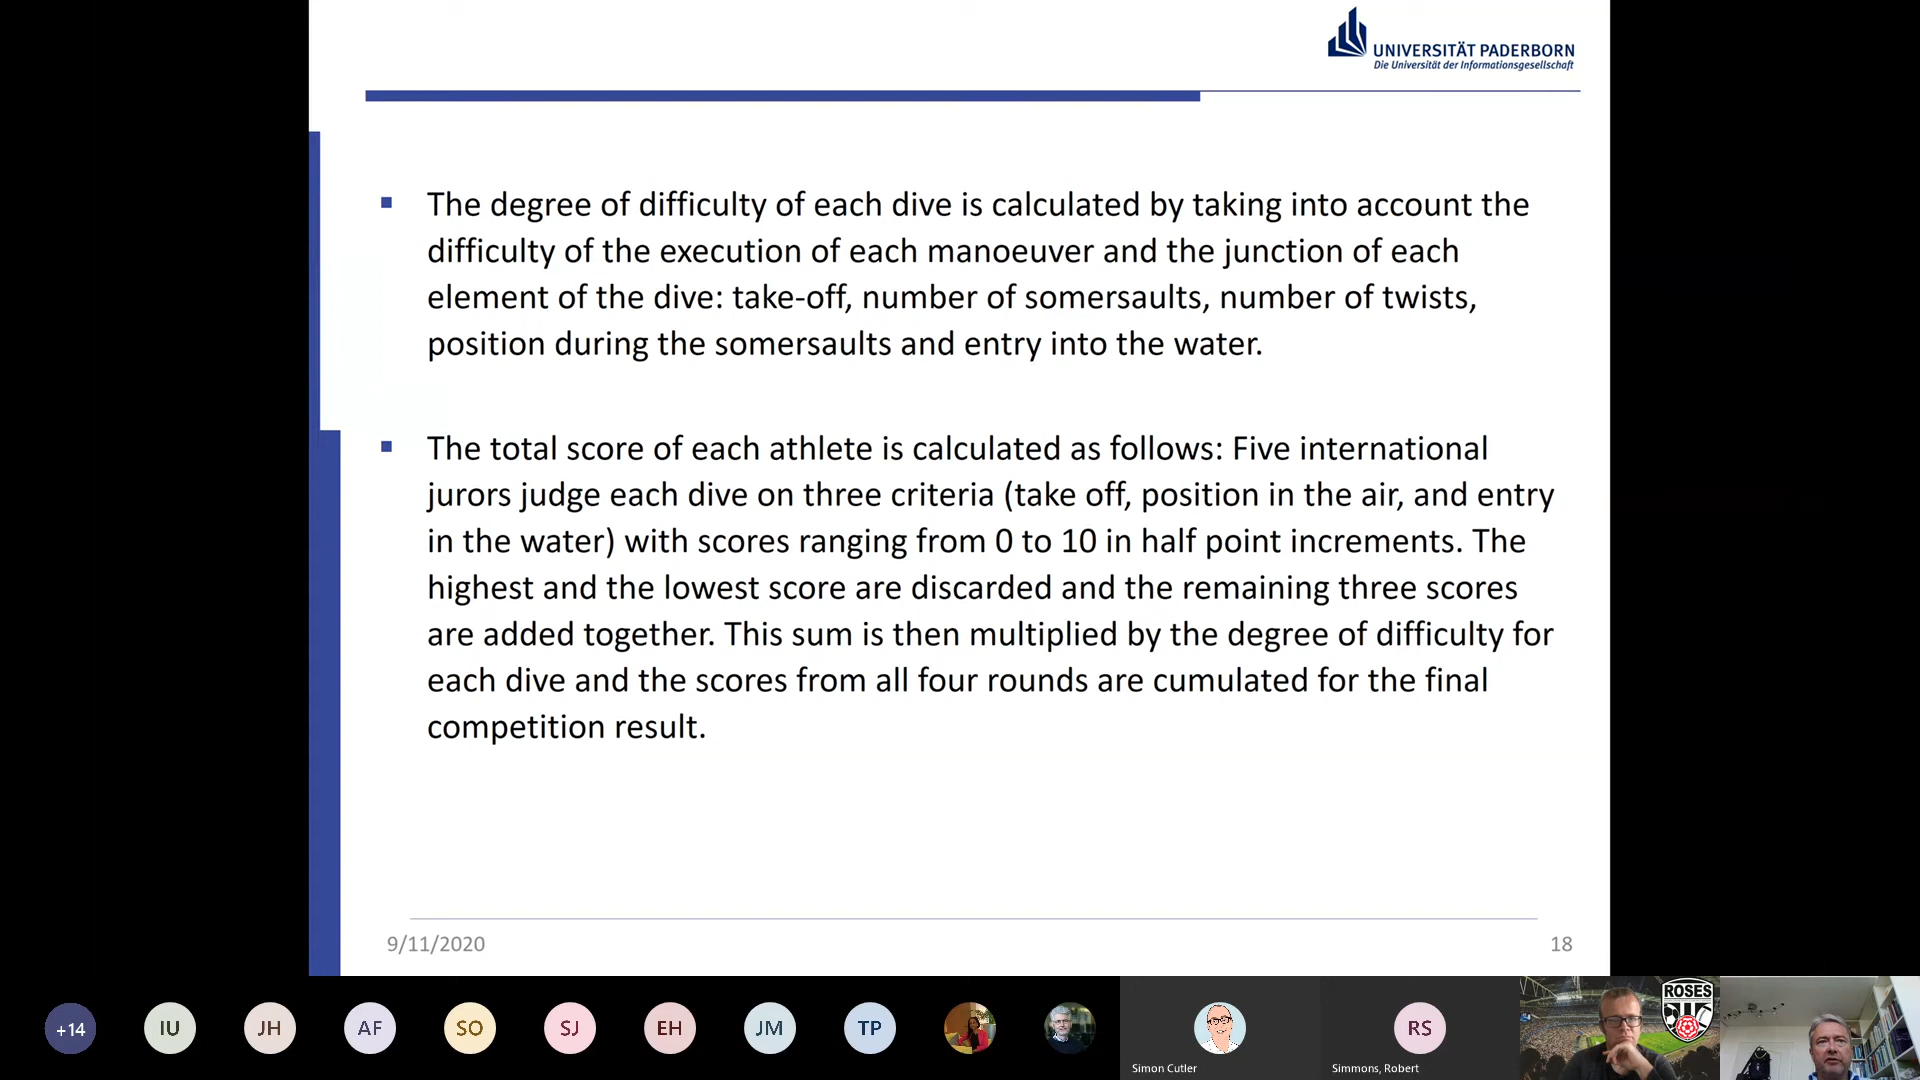 UNIVERSITÄT PADERBORN
Die Universität der Informationsgesellschaft
The degree of difficulty of each dive is calculated by taking into account the
difficulty of the execution of each manoeuver and the junction of each
element of the dive: take-off, number of somersaults, number of twists,
position during the somersaults and entry into the water.
The total score of each athlete is calculated as follows: Five international
jurors judge each dive on three criteria (take off, position in the air, and entry
in the water) with scores ranging from 0 to 10 in half point increments. The
highest and the lowest score are discarded and the remaining three scores
are added together. This sum is then multiplied by the degree of difficulty for
each dive and the scores from all four rounds are cumulated for the final
competition result.
9/11/2020
18
+14
IU
JH
AF
SO
SJ
EH
JM
TP
RS
ROSES
Simon Cutler
Simmons, Robert